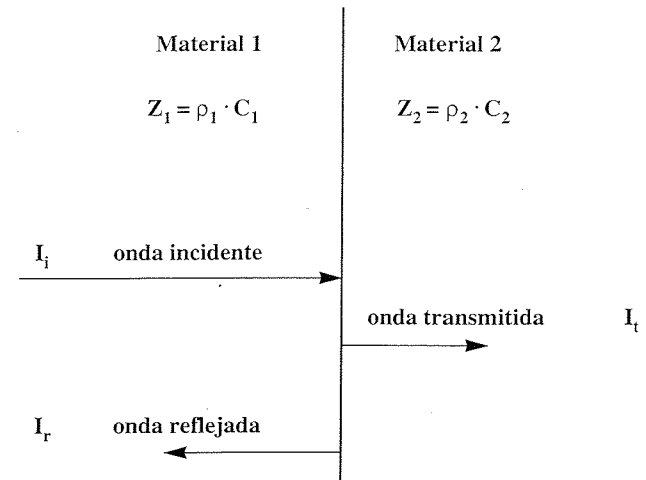 Material 1 Material 2
Z₁ = ρ₁ · C₁ Z₂ = ρ₂ · C₂
Iᵢ onda incidente
onda transmitida Iₜ
Iᵣ onda reflejada